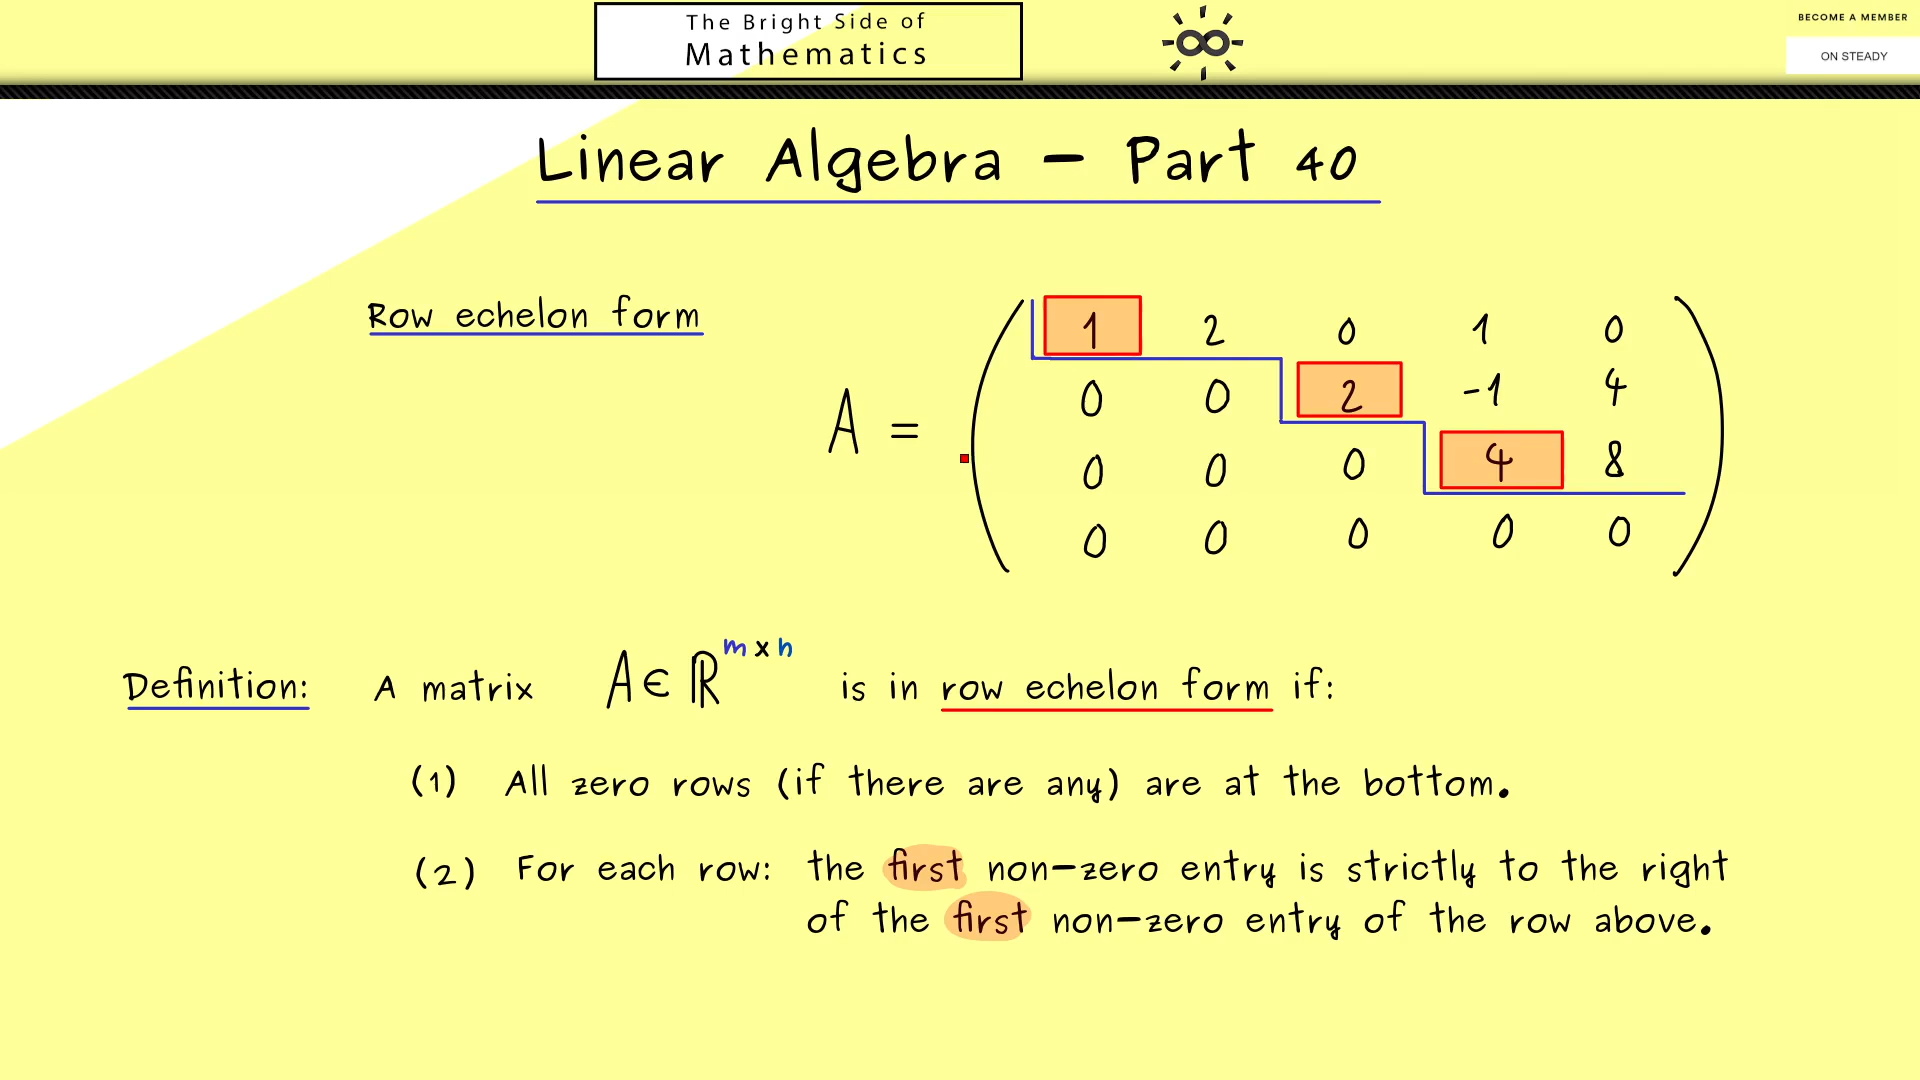 The Bright Side of
Mathematics
BECOME A MEMBER
ON STEADY
Linear Algebra – Part 40
Row echelon form
A = ( 1 2 0 1 0
0 0 2 -1 4
0 0 0 4 8
0 0 0 0 0 )
Definition: A matrix A ∈ ℝ^{m×n} is in row echelon form if:
(1) All zero rows (if there are any) are at the bottom.
(2) For each row: the first non-zero entry is strictly to the right
of the first non-zero entry of the row above.